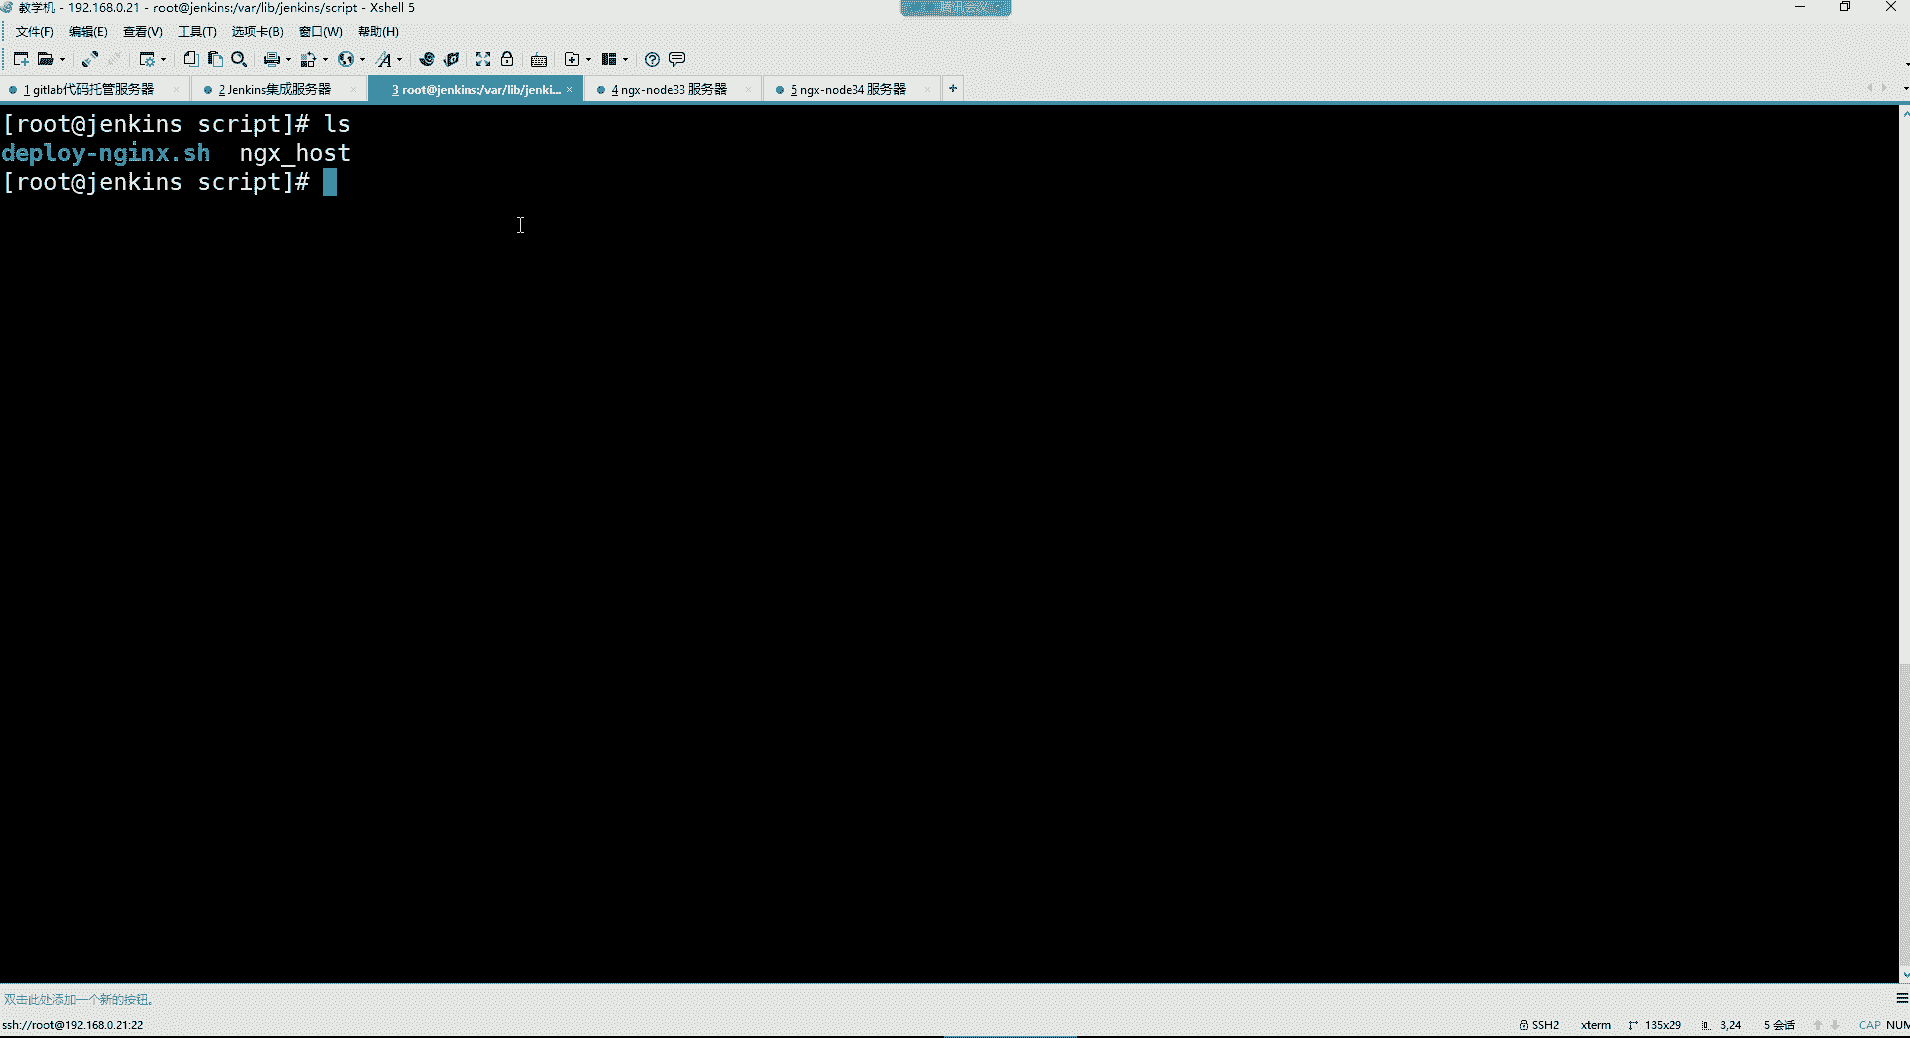 教学机 - 192.168.0.21 - root@jenkins:/var/lib/jenkins/script - Xshell 5
腾讯会议
文件(F) 编辑(E) 查看(V) 工具(T) 选项卡(B) 窗口(W) 帮助(H)
1 gitlab代码托管服务器 2 Jenkins集成服务器 3 root@jenkins:/var/lib/jenki... 4 ngx-node33 服务器 5 ngx-node34 服务器
[root@jenkins script]# ls
deploy-nginx.sh ngx_host
[root@jenkins script]#
双击此处添加一个新的按钮。
ssh://root@192.168.0.21:22 SSH2 xterm 135x29 3,24 5 会话 CAP NUM